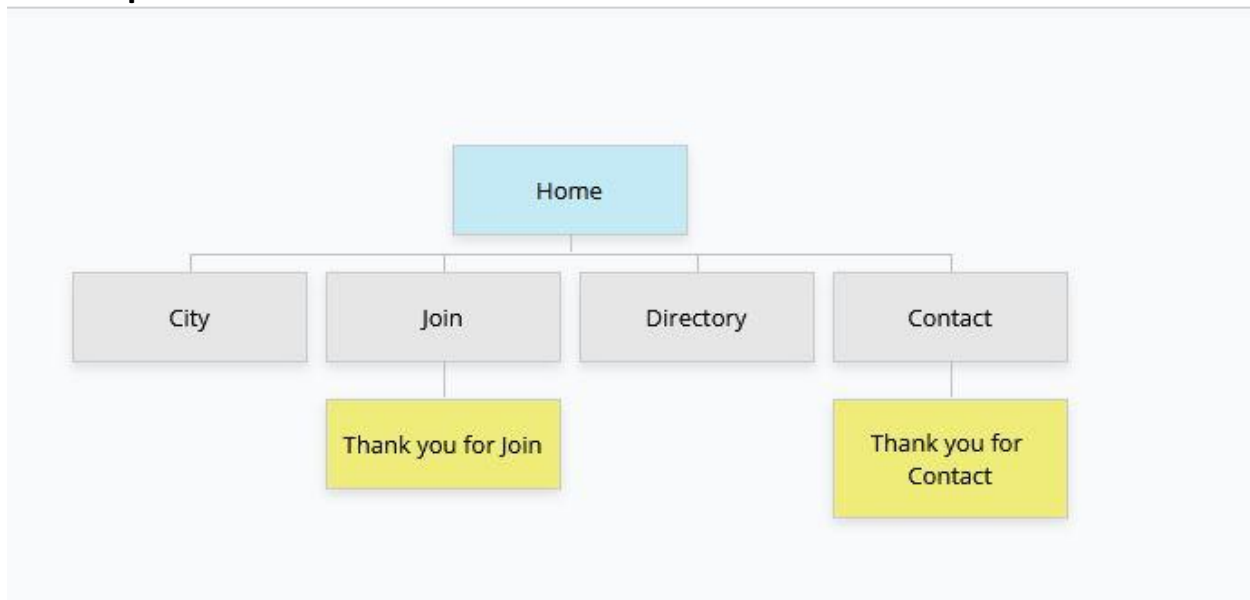 Home
City
Join
Directory
Contact
Thank you for Join
Thank you for
Contact